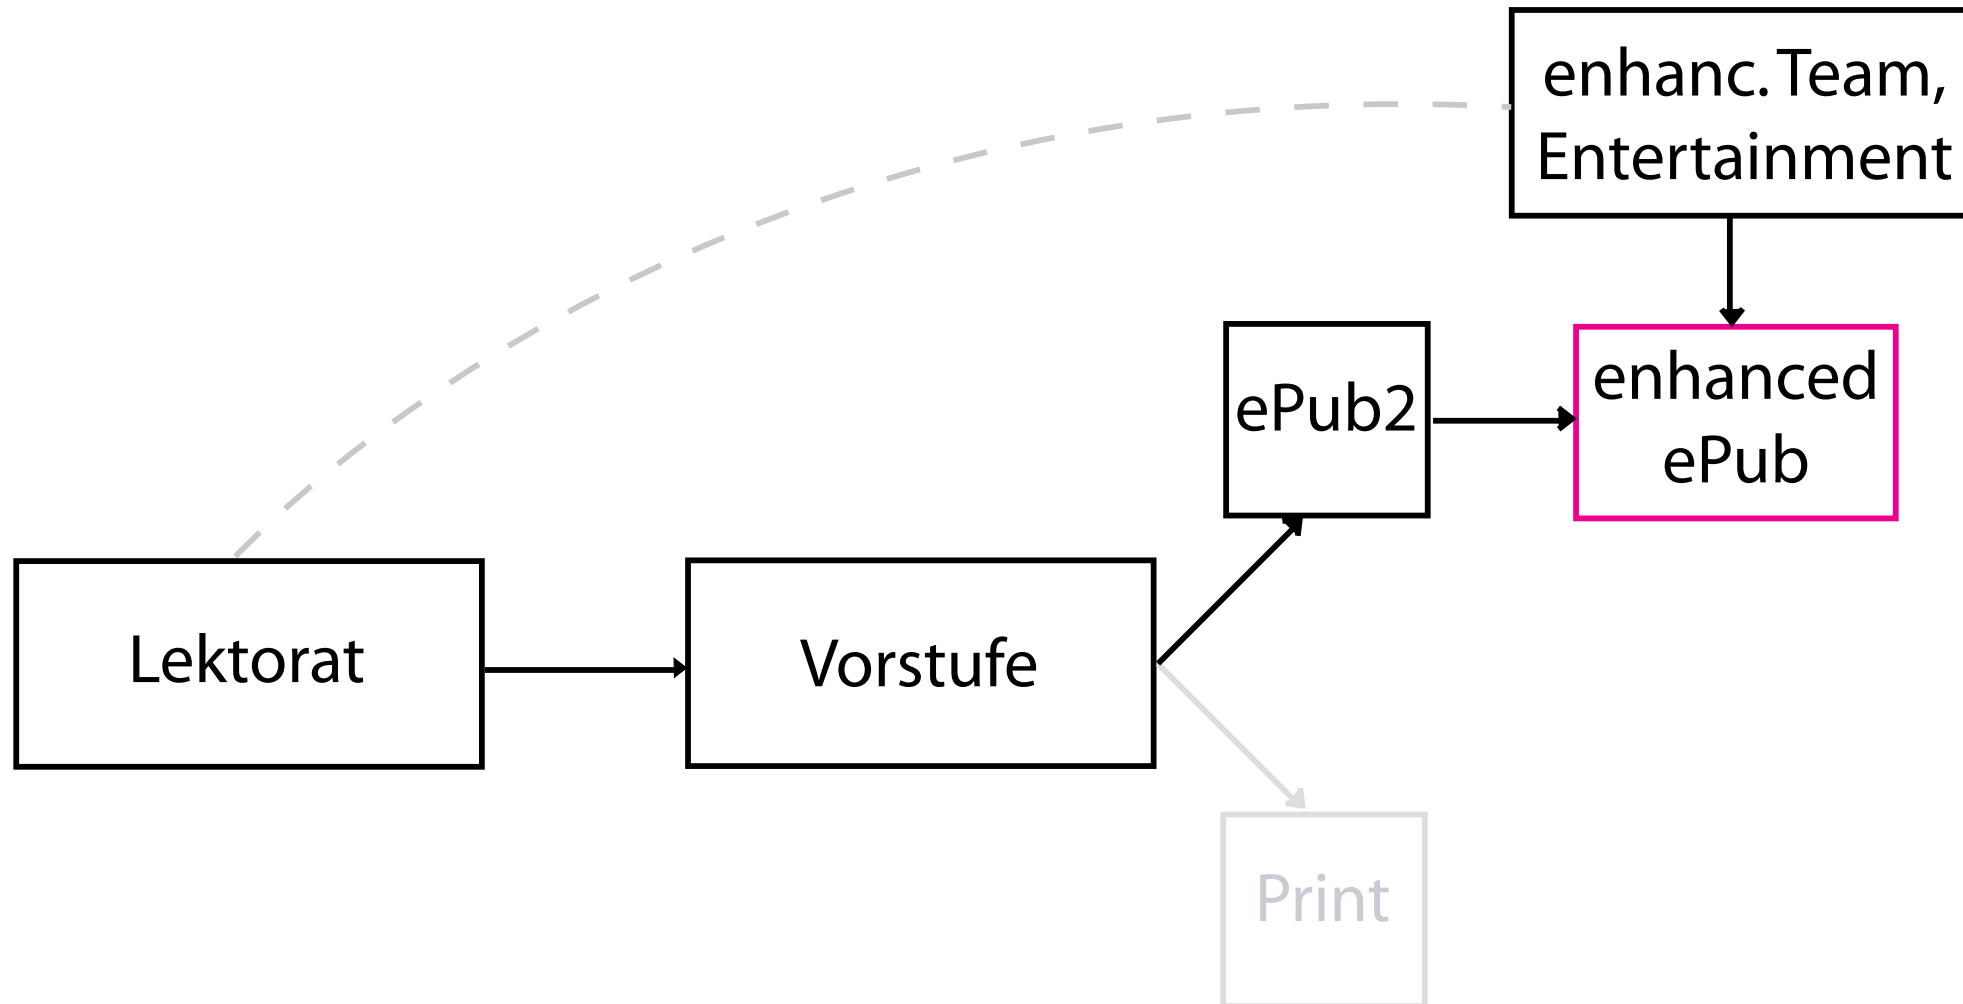 enhanc. Team,
Entertainment
ePub2
enhanced
ePub
Lektorat
Vorstufe
Print